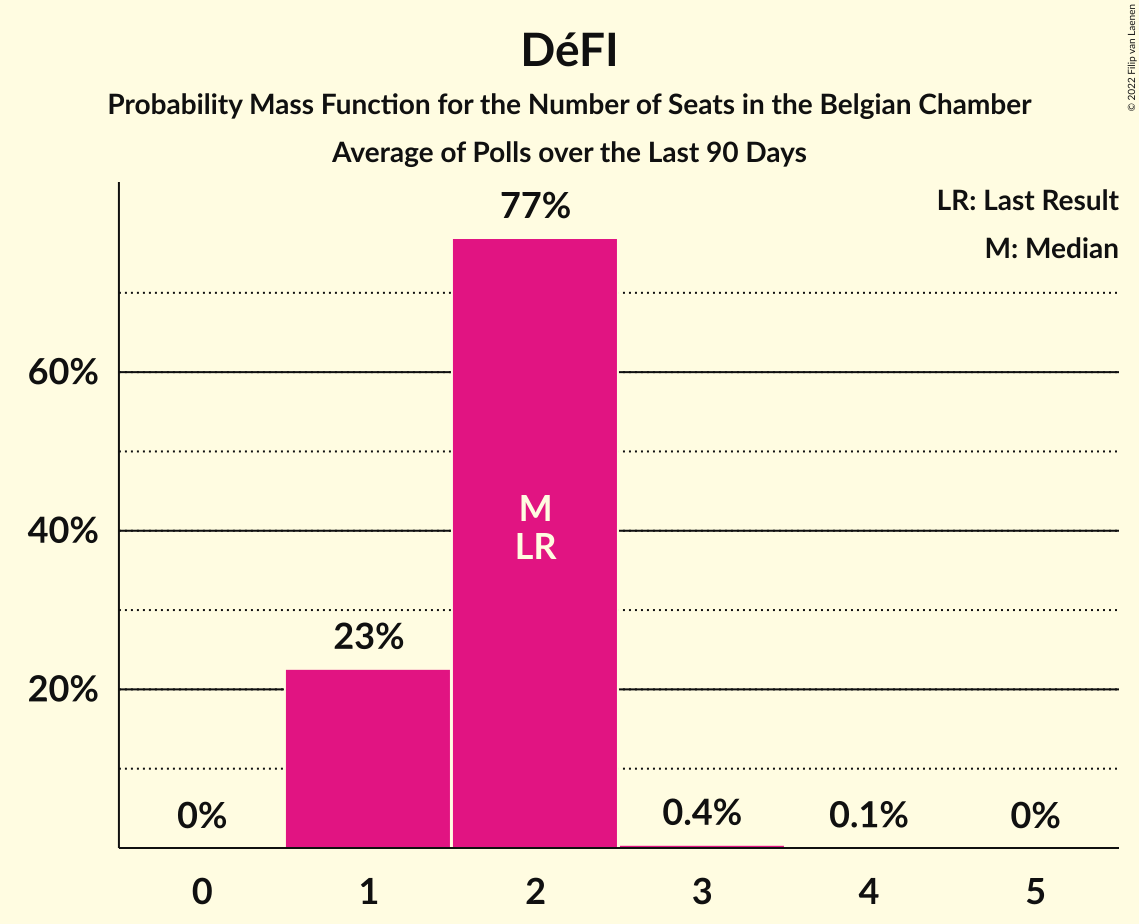 DéFI
Probability Mass Function for the Number of Seats in the Belgian Chamber
Average of Polls over the Last 90 Days
© 2022 Filip van Laenen
LR: Last Result
M: Median
77%
60%
M
40%
LR
23%
20%
0%
0.4%
0.1%
0%
0 1 2 3 4 5